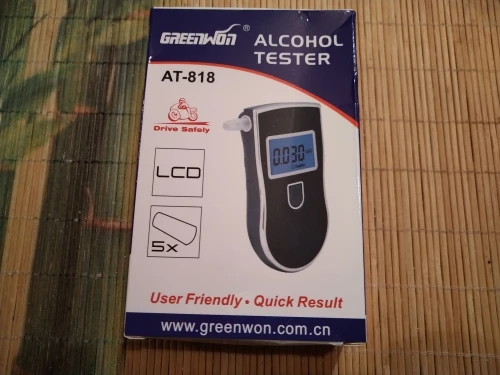 GREENWON®
ALCOHOL
TESTER
AT-818
Drive Safely
LCD
0.030
5x
User Friendly • Quick Result
www.greenwon.com.cn